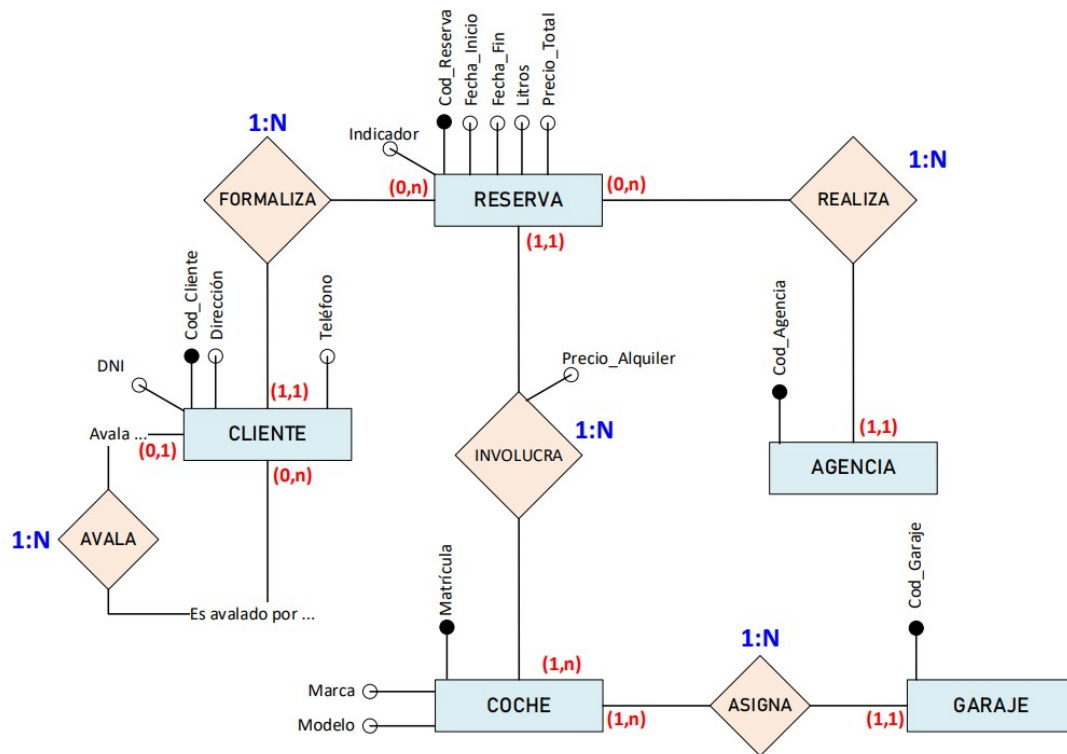 Cod_Reserva
Fecha_Inicio
Fecha_Fin
Litros
Precio_Total
Indicador
1:N
1:N
FORMALIZA
(0,n)
RESERVA
(0,n)
REALIZA
(1,1)
Cod_Cliente
Dirección
Teléfono
DNI
Precio_Alquiler
Cod_Agencia
(1,1)
Avala ...
(0,1)
CLIENTE
(0,n)
INVOLUCRA
1:N
(1,1)
AGENCIA
1:N
AVALA
Es avalado por ...
Matrícula
Cod_Garaje
1:N
(1,n)
Marca
Modelo
COCHE
(1,n)
ASIGNA
(1,1)
GARAJE